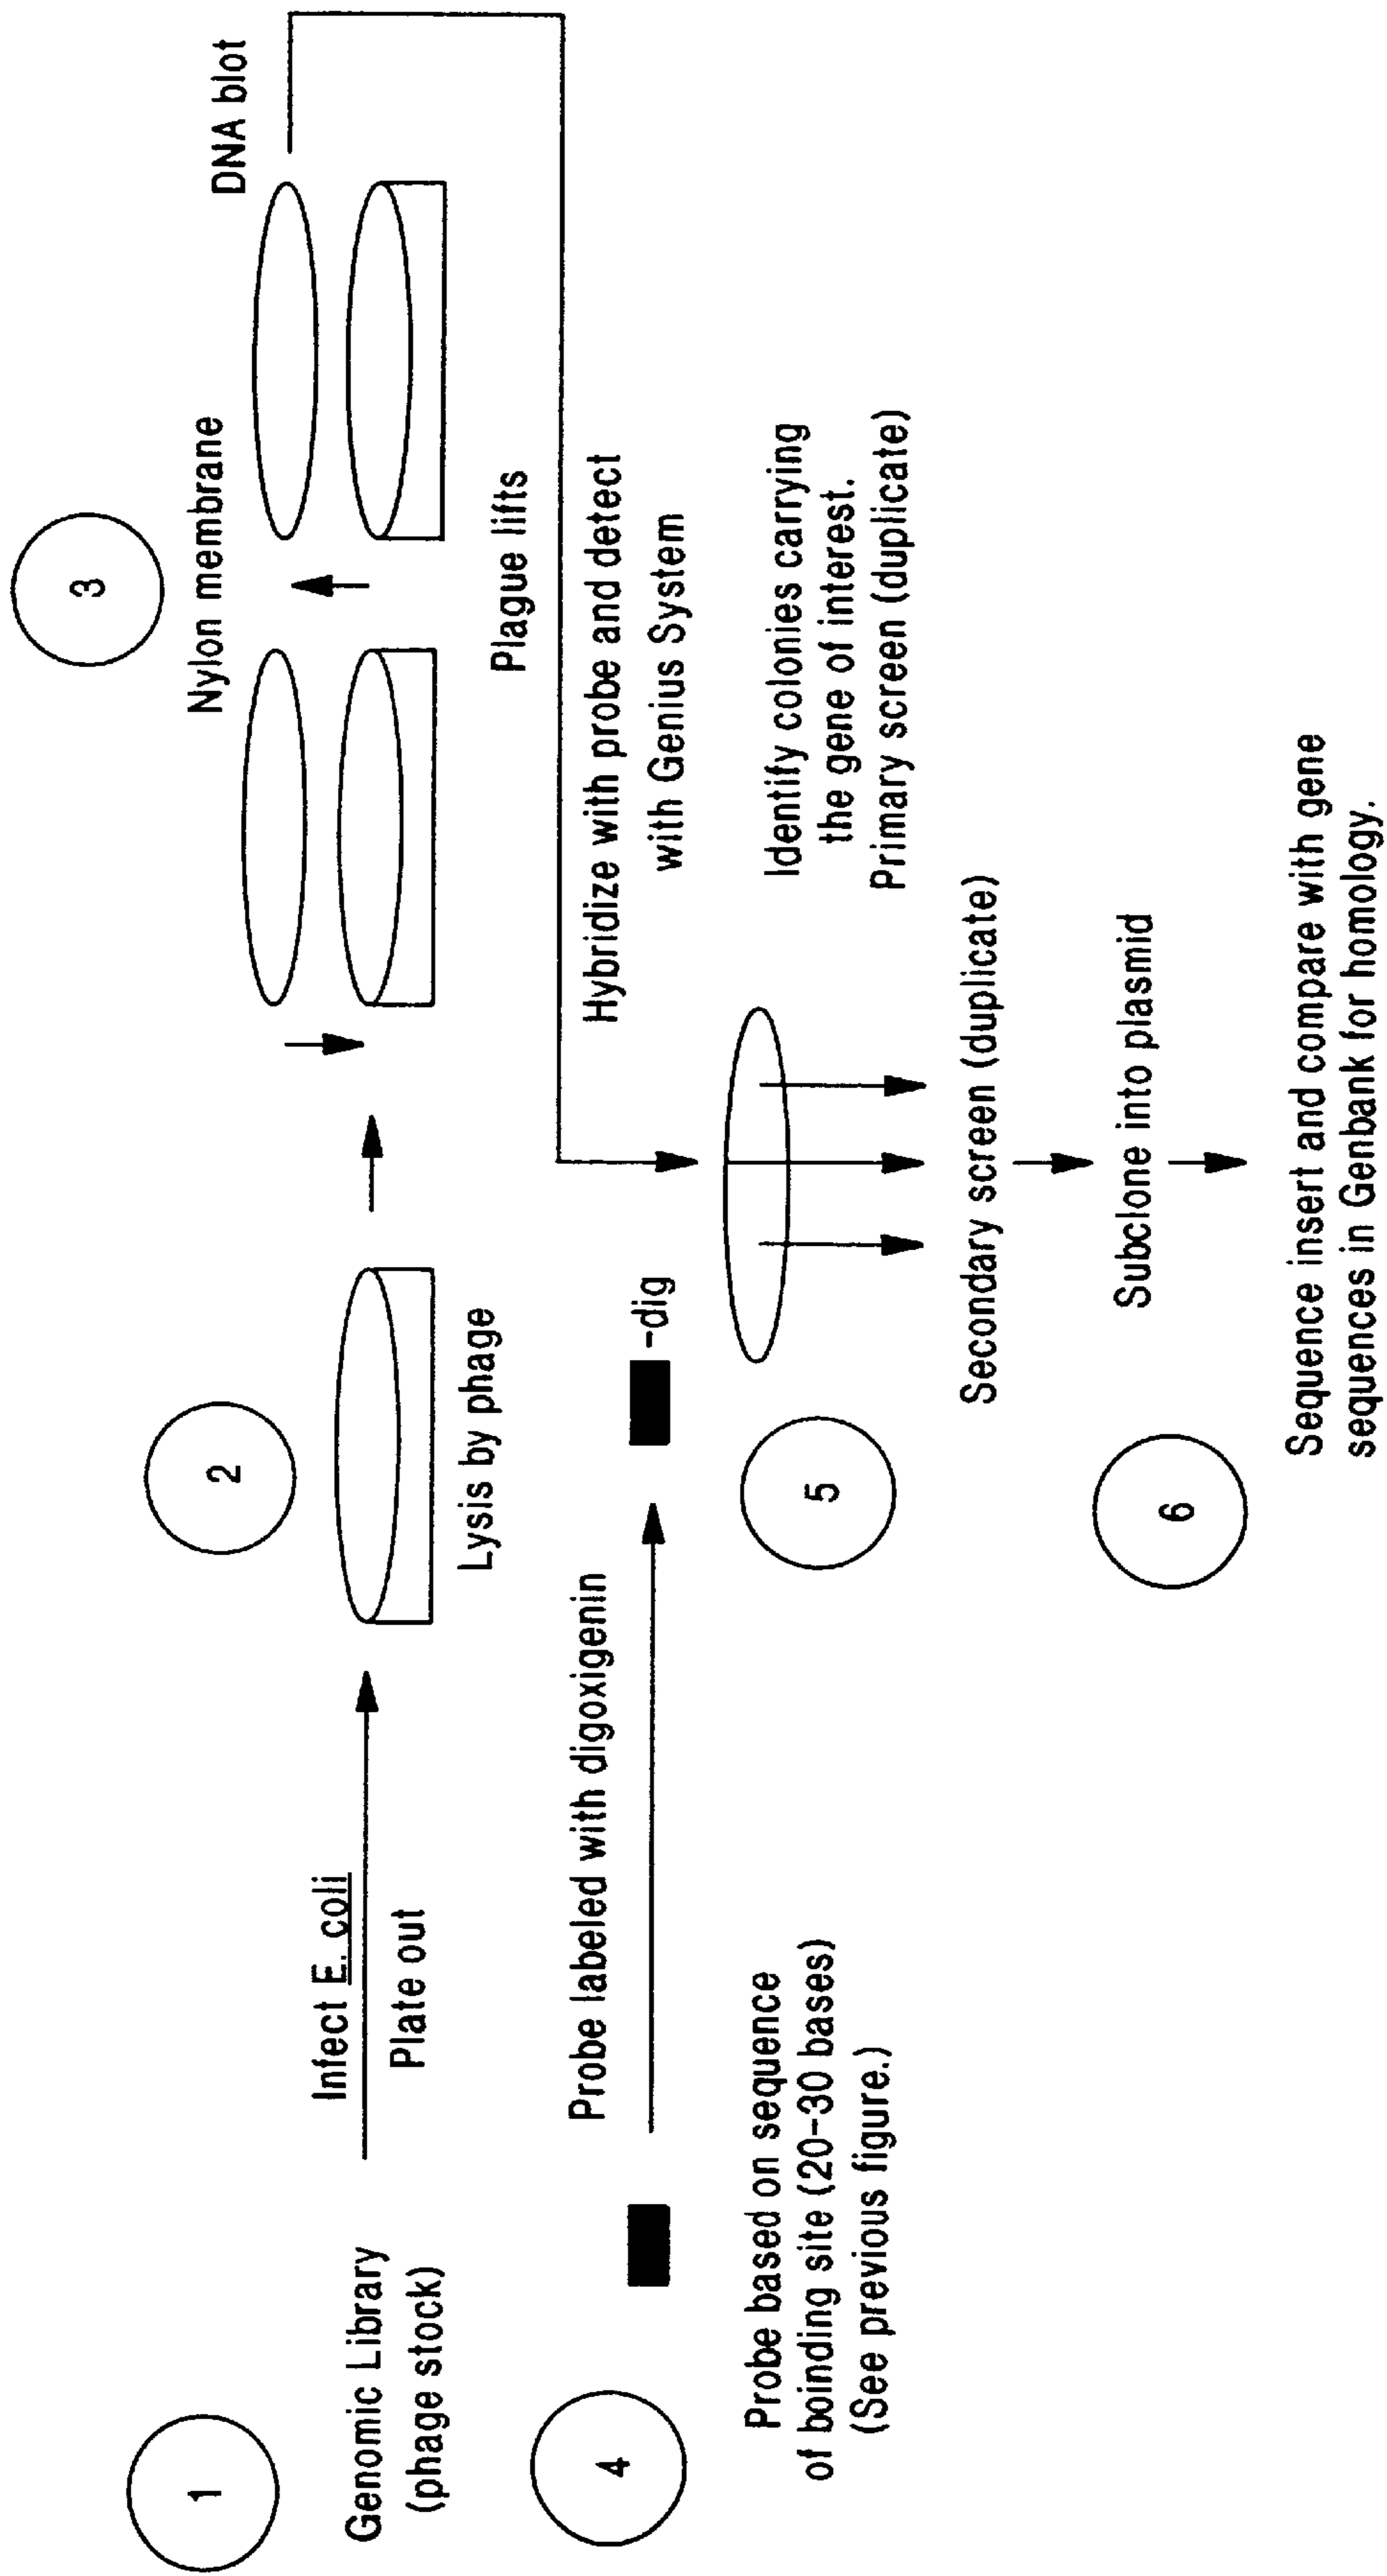 1
Genomic Library
(phage stock)
Infect E. coli
Plate out
2
Lysis by phage
3
Nylon membrane
Plague lifts
DNA blot
4
Probe based on sequence
of boinding site (20-30 bases)
(See previous figure.)
Probe labeled with digoxigenin
-dig
Hybridize with probe and detect
with Genius System
5
Identify colonies carrying
the gene of interest.
Primary screen (duplicate)
Secondary screen (duplicate)
6
Subclone into plasmid
Sequence insert and compare with gene
sequences in Genbank for homology.